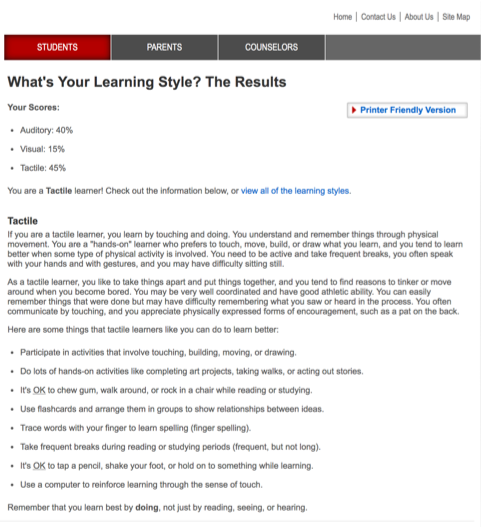 Home | Contact Us | About Us | Site Map
STUDENTS PARENTS COUNSELORS
What's Your Learning Style? The Results
Your Scores:
Printer Friendly Version
• Auditory: 40%
• Visual: 15%
• Tactile: 45%
You are a Tactile learner! Check out the information below, or view all of the learning styles.
Tactile
If you are a tactile learner, you learn by touching and doing. You understand and remember things through physical
movement. You are a "hands-on" learner who prefers to touch, move, build, or draw what you learn, and you tend to learn
better when some type of physical activity is involved. You need to be active and take frequent breaks, you often speak
with your hands and with gestures, and you may have difficulty sitting still.
As a tactile learner, you like to take things apart and put things together, and you tend to find reasons to tinker or move
around when you become bored. You may be very well coordinated and have good athletic ability. You can easily
remember things that were done but may have difficulty remembering what you saw or heard in the process. You often
communicate by touching, and you appreciate physically expressed forms of encouragement, such as a pat on the back.
Here are some things that tactile learners like you can do to learn better:
• Participate in activities that involve touching, building, moving, or drawing.
• Do lots of hands-on activities like completing art projects, taking walks, or acting out stories.
• It's OK to chew gum, walk around, or rock in a chair while reading or studying.
• Use flashcards and arrange them in groups to show relationships between ideas.
• Trace words with your finger to learn spelling (finger spelling).
• Take frequent breaks during reading or studying periods (frequent, but not long).
• It's OK to tap a pencil, shake your foot, or hold on to something while learning.
• Use a computer to reinforce learning through the sense of touch.
Remember that you learn best by doing, not just by reading, seeing, or hearing.